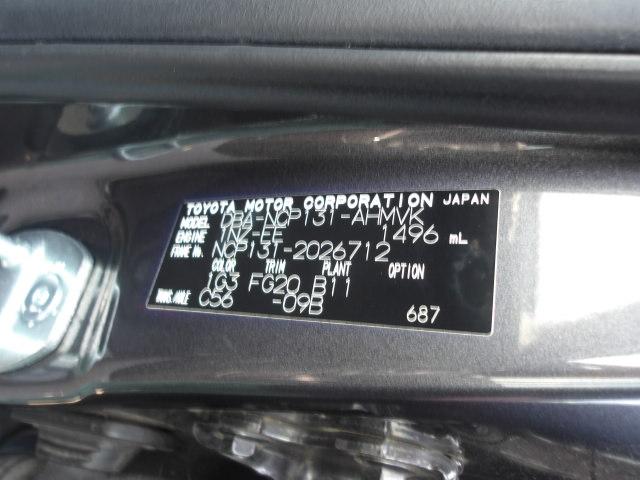 TOYOTA MOTOR CORPORATION JAPAN
MODEL DBA-NCP131-AHMVK
ENGINE 1NZ-FE 1496 mL
FRAME No. NCP131-2026712
COLOR TRIM PLANT OPTION
1G3 FG20 B11
TRANS./AXLE C56 -09B
687